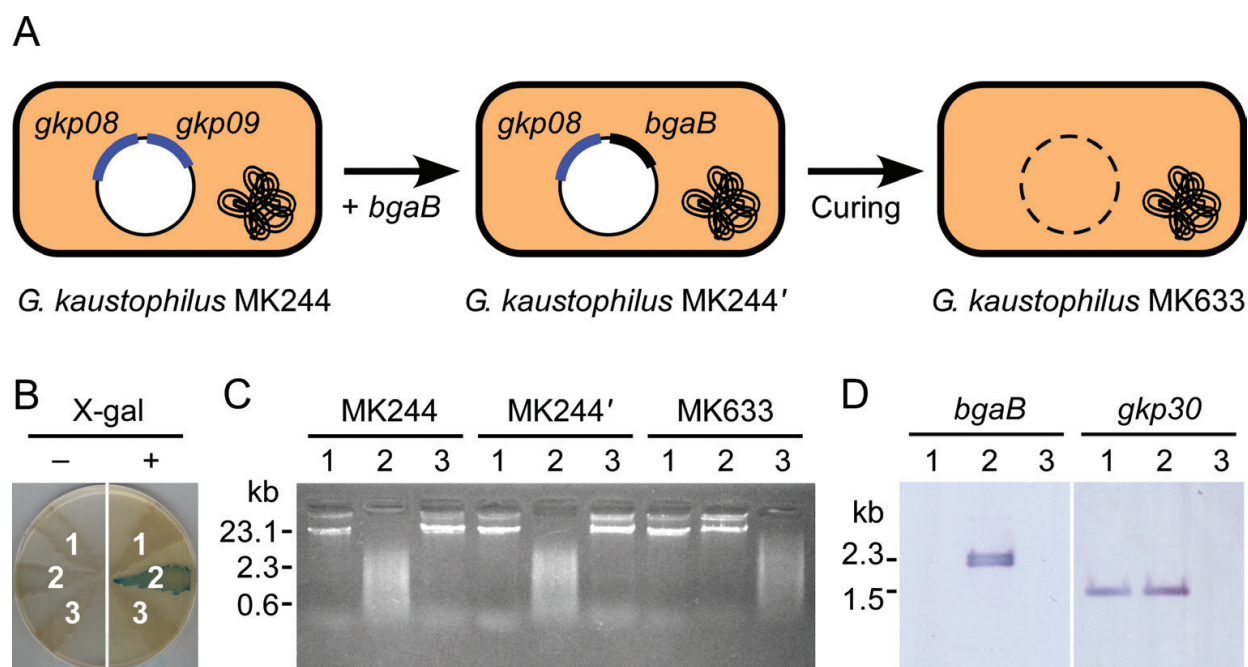 A
gkp08 gkp09
gkp08 bgaB
+ bgaB
Curing
G. kaustophilus MK244
G. kaustophilus MK244′
G. kaustophilus MK633
B
X-gal
– +
1 1
2 2
3 3
C
MK244 MK244′ MK633
1 2 3 1 2 3 1 2 3
kb
23.1
2.3
0.6
D
bgaB gkp30
1 2 3 1 2 3
kb
2.3
1.5